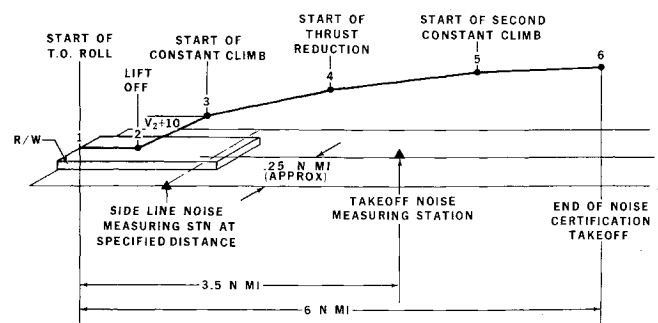 START OF
T.O. ROLL
LIFT
OFF
START OF
CONSTANT CLIMB
START OF
THRUST
REDUCTION
START OF SECOND
CONSTANT CLIMB
1
2
3
4
5
6
V2+10
R/W
.25 N MI
(APPROX)
SIDE LINE NOISE
MEASURING STN AT
SPECIFIED DISTANCE
TAKEOFF NOISE
MEASURING STATION
END OF NOISE
CERTIFICATION
TAKEOFF
3.5 N MI
6 N MI